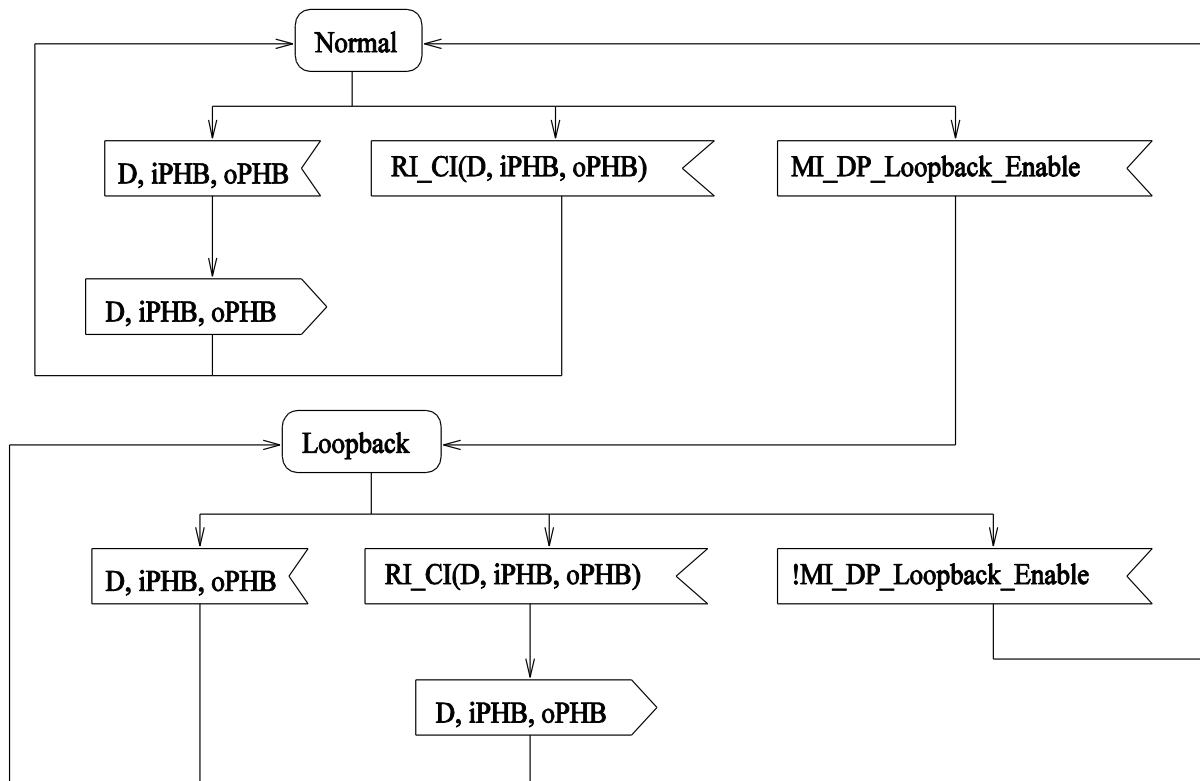 Normal
D, iPHB, oPHB
RI_CI(D, iPHB, oPHB)
MI_DP_Loopback_Enable
D, iPHB, oPHB
Loopback
D, iPHB, oPHB
RI_CI(D, iPHB, oPHB)
!MI_DP_Loopback_Enable
D, iPHB, oPHB